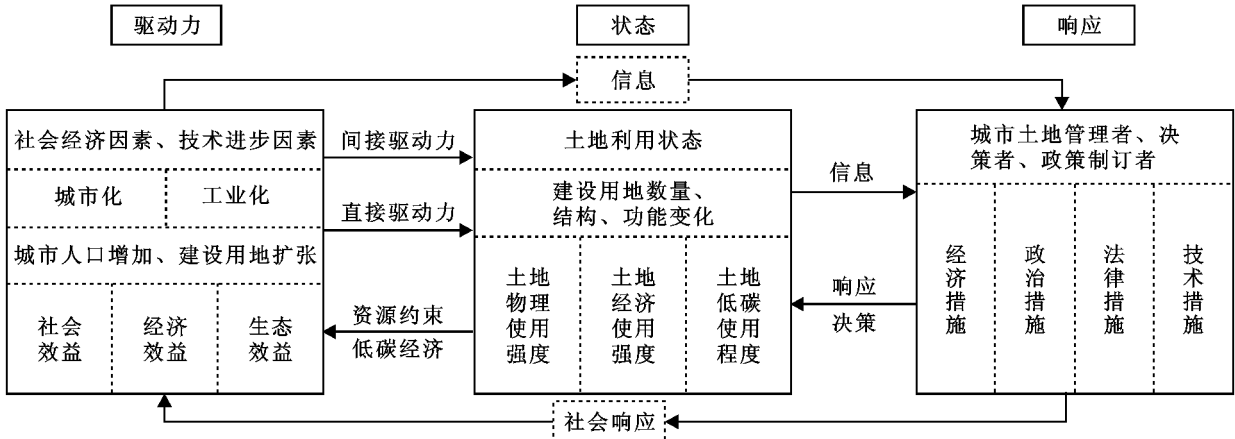 驱动力
状态
响应
信息
社会经济因素、技术进步因素
城市化
工业化
城市人口增加、建设用地扩张
社会
效益
经济
效益
生态
效益
间接驱动力
直接驱动力
资源约束
低碳经济
土地利用状态
建设用地数量、
结构、功能变化
土地
物理
使用
强度
土地
经济
使用
强度
土地
低碳
使用
程度
信息
响应
决策
城市土地管理者、决
策者、政策制订者
经济措施
政治措施
法律措施
技术措施
社会响应